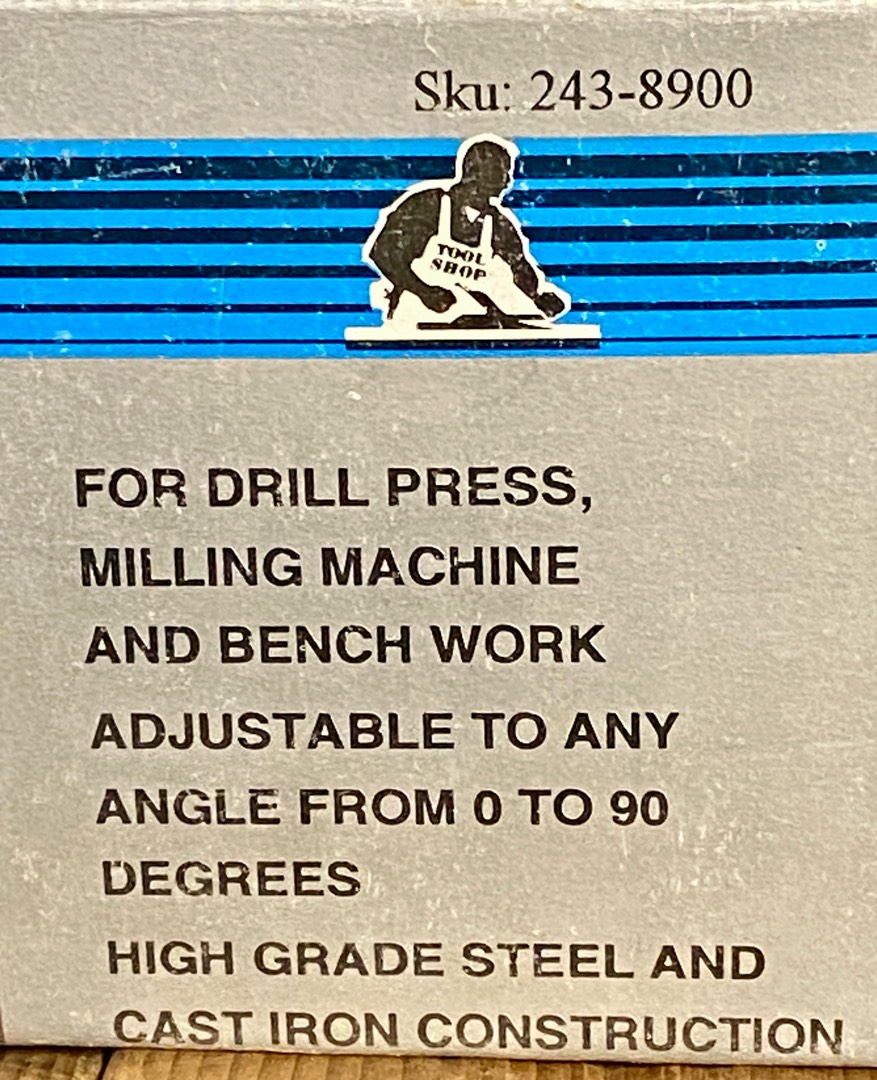 Sku: 243-8900
TOOL
SHOP
FOR DRILL PRESS,
MILLING MACHINE
AND BENCH WORK
ADJUSTABLE TO ANY
ANGLE FROM 0 TO 90
DEGREES
HIGH GRADE STEEL AND
CAST IRON CONSTRUCTION